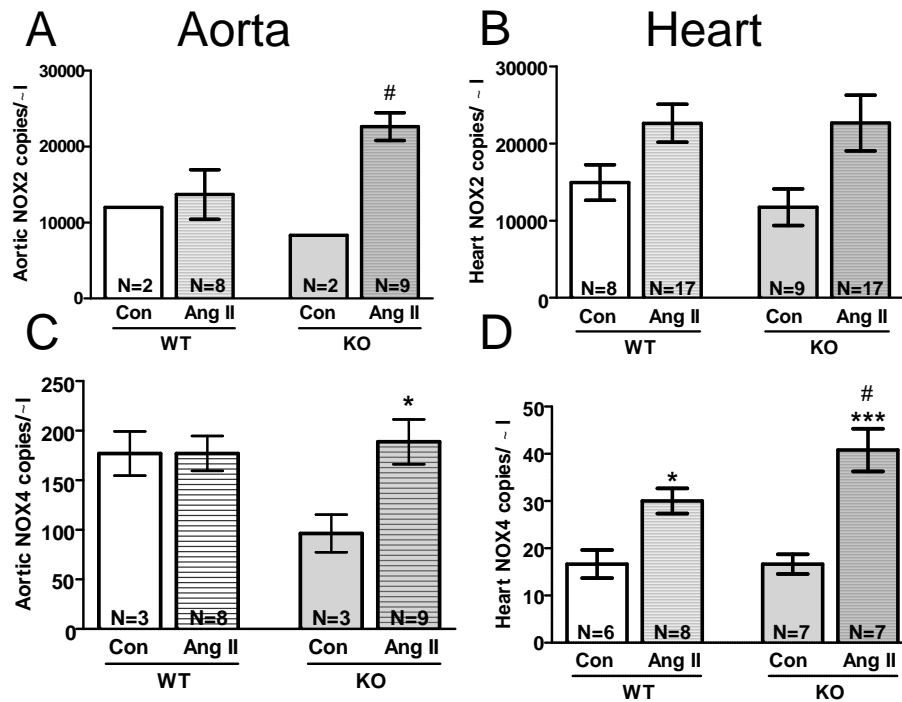 A Aorta
B Heart
Aortic NOX2 copies/ ~ l
30000
20000
10000
0
#
N=2 N=8 N=2 N=9
Con Ang II Con Ang II
WT KO
Heart NOX2 copies/ ~ l
30000
20000
10000
0
N=8 N=17 N=9 N=17
Con Ang II Con Ang II
WT KO
C
Aortic NOX4 copies/~l
250
200
150
100
50
0
*
N=3 N=8 N=3 N=9
Con Ang II Con Ang II
WT KO
D
Heart NOX4 copies/ ~ l
50
40
30
20
10
0
*
#
***
N=6 N=8 N=7 N=7
Con Ang II Con Ang II
WT KO